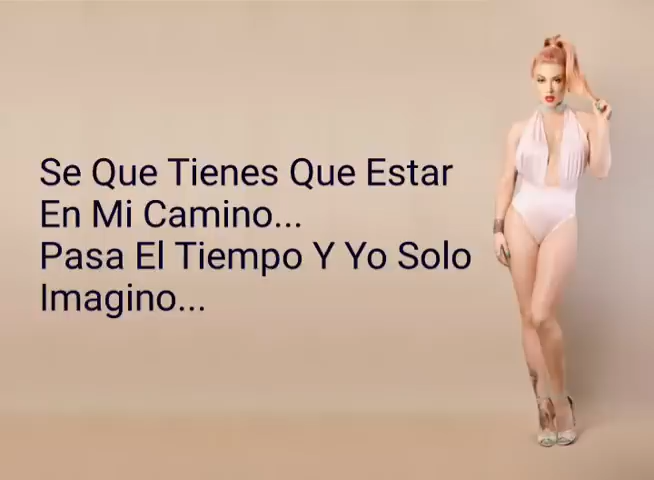 Se Que Tienes Que Estar
En Mi Camino...
Pasa El Tiempo Y Yo Solo
Imagino...